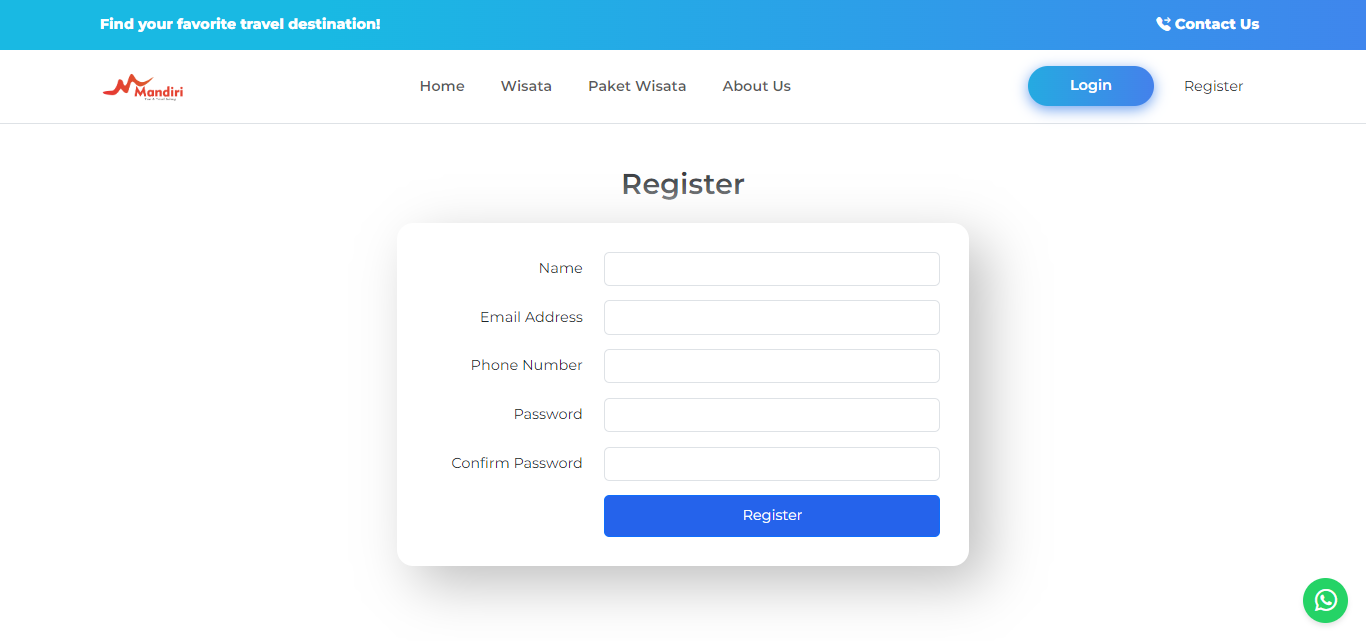 Find your favorite travel destination!
Contact Us
Mandiri
Home
Wisata
Paket Wisata
About Us
Login
Register
Register
Name
Email Address
Phone Number
Password
Confirm Password
Register